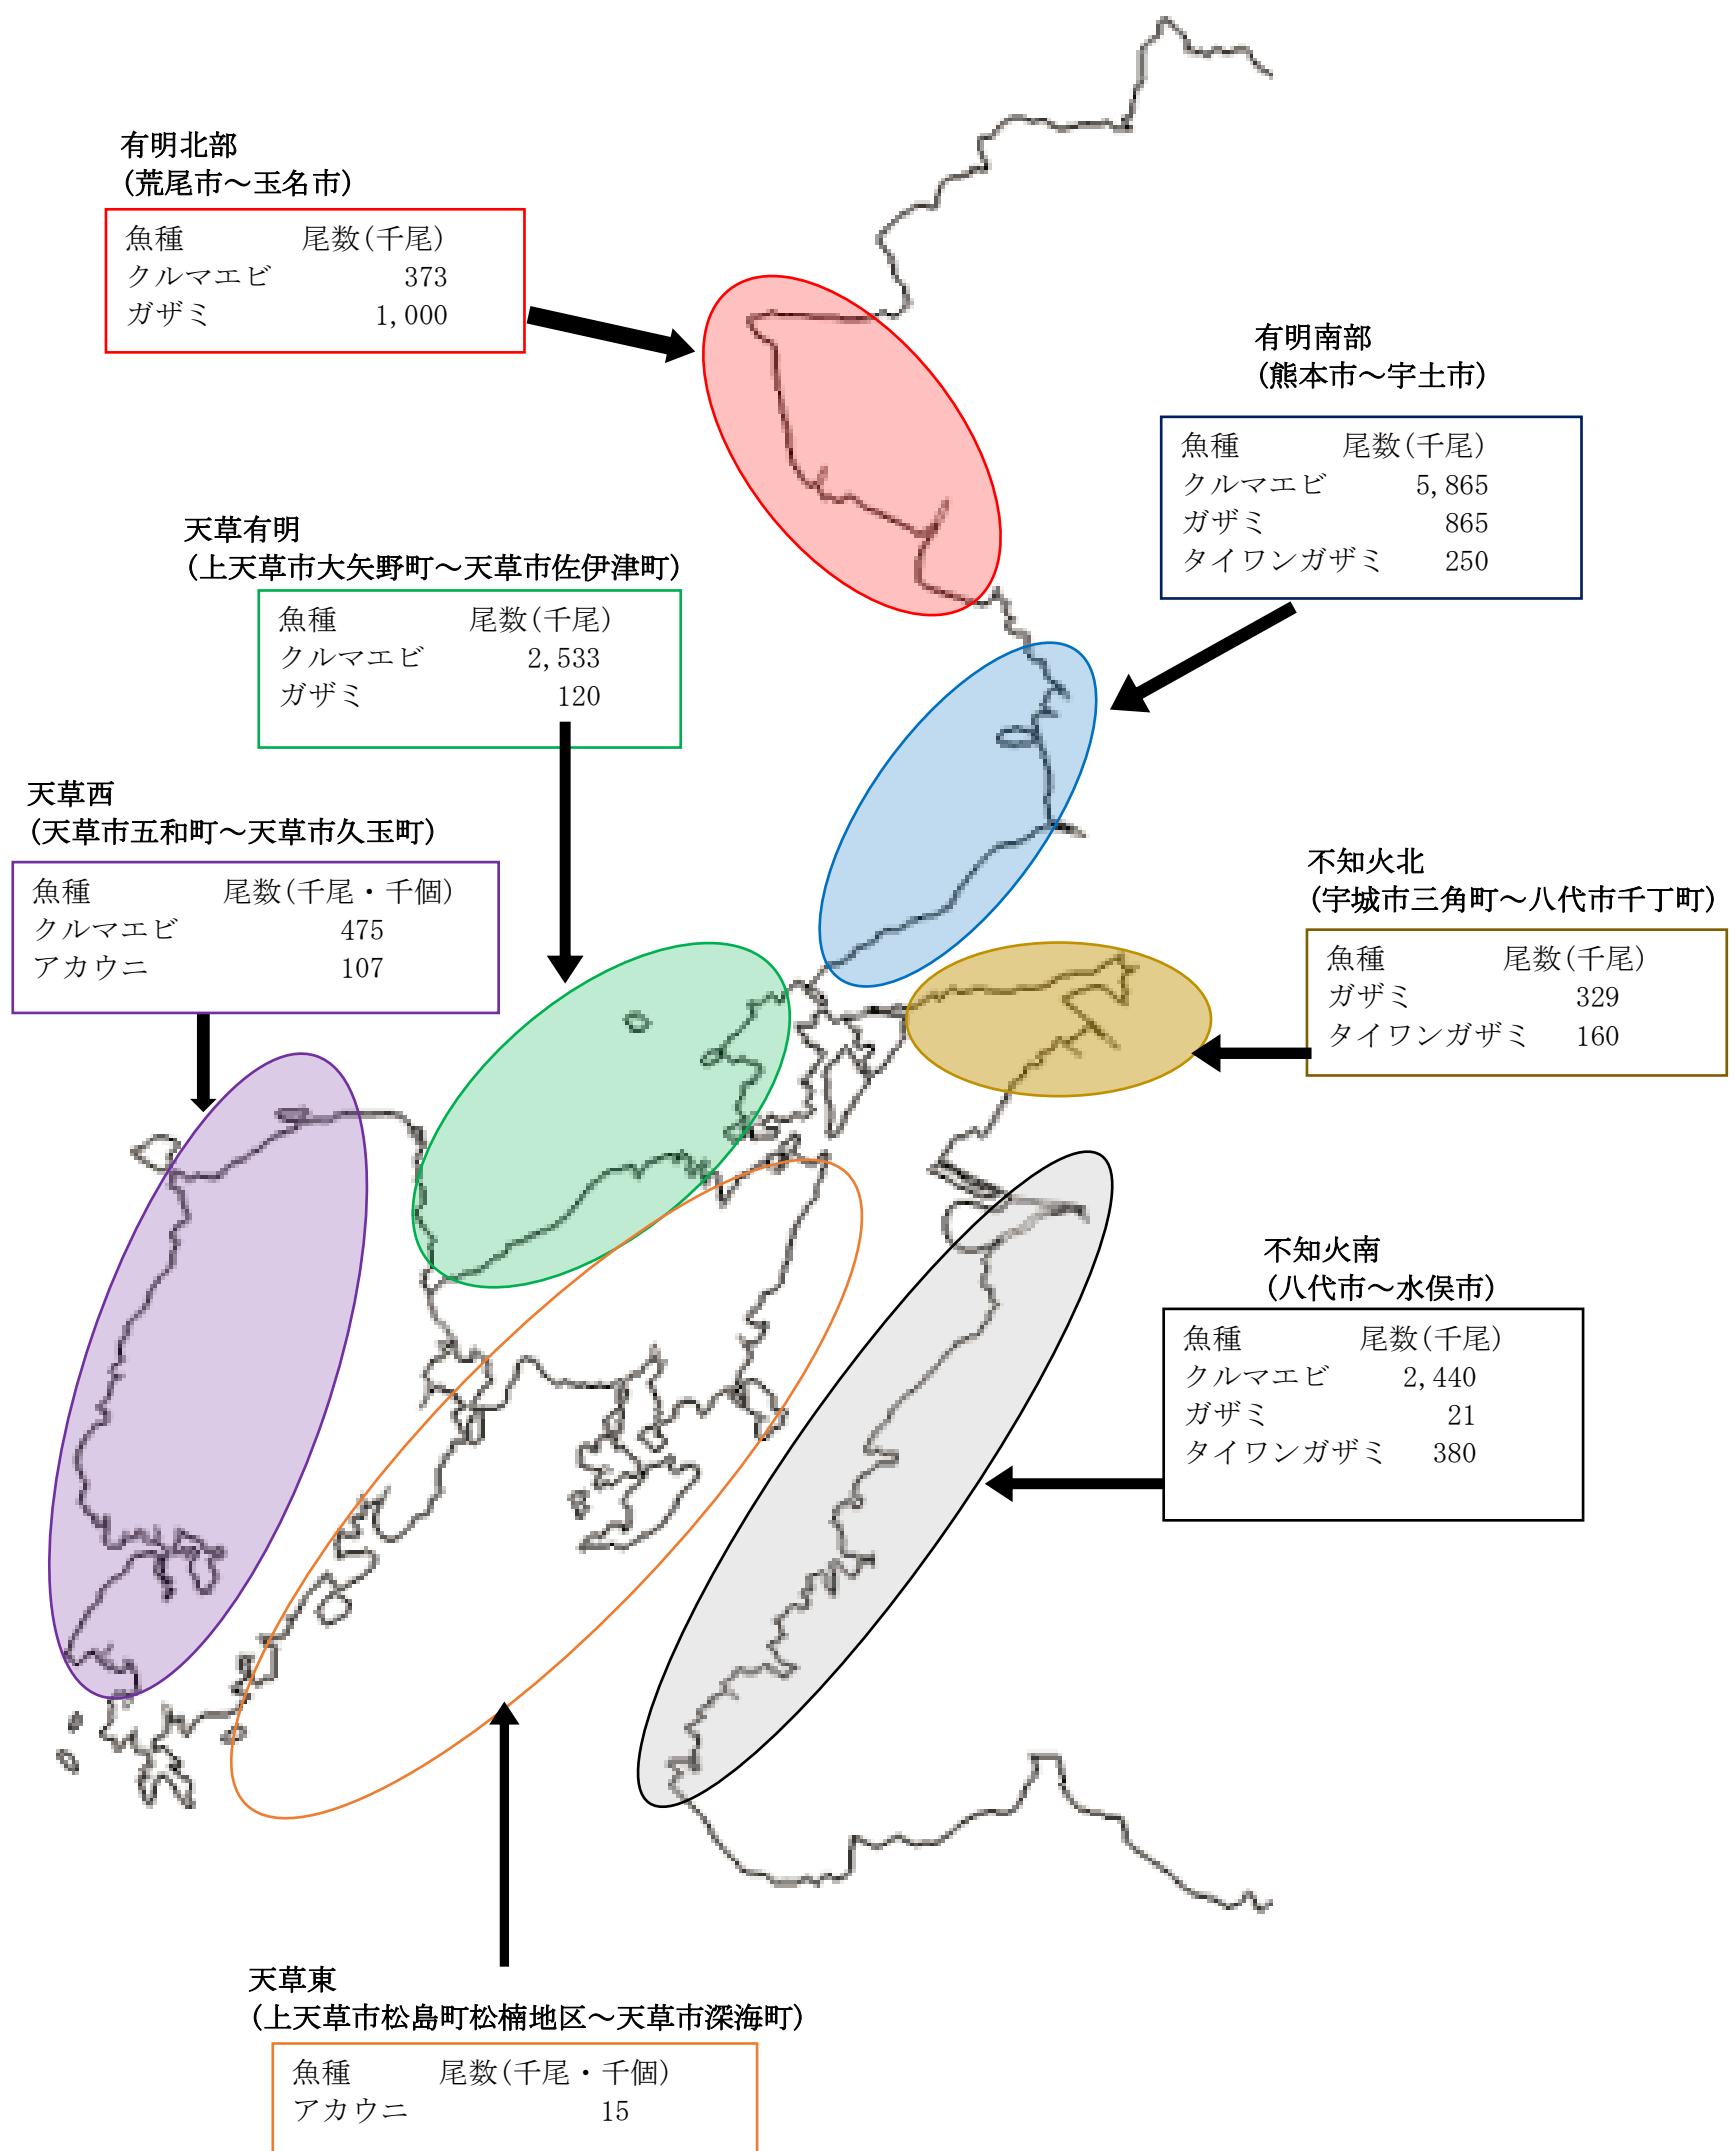 有明北部
(荒尾市～玉名市)
魚種 尾数(千尾)
クルマエビ 373
ガザミ 1,000
有明南部
(熊本市～宇土市)
魚種 尾数(千尾)
クルマエビ 5,865
ガザミ 865
タイワンガザミ 250
天草有明
(上天草市大矢野町～天草市佐伊津町)
魚種 尾数(千尾)
クルマエビ 2,533
ガザミ 120
天草西
(天草市五和町～天草市久玉町)
魚種 尾数(千尾・千個)
クルマエビ 475
アカウニ 107
不知火北
(宇城市三角町～八代市千丁町)
魚種 尾数(千尾)
ガザミ 329
タイワンガザミ 160
不知火南
(八代市～水俣市)
魚種 尾数(千尾)
クルマエビ 2,440
ガザミ 21
タイワンガザミ 380
天草東
(上天草市松島町松楠地区～天草市深海町)
魚種 尾数(千尾・千個)
アカウニ 15